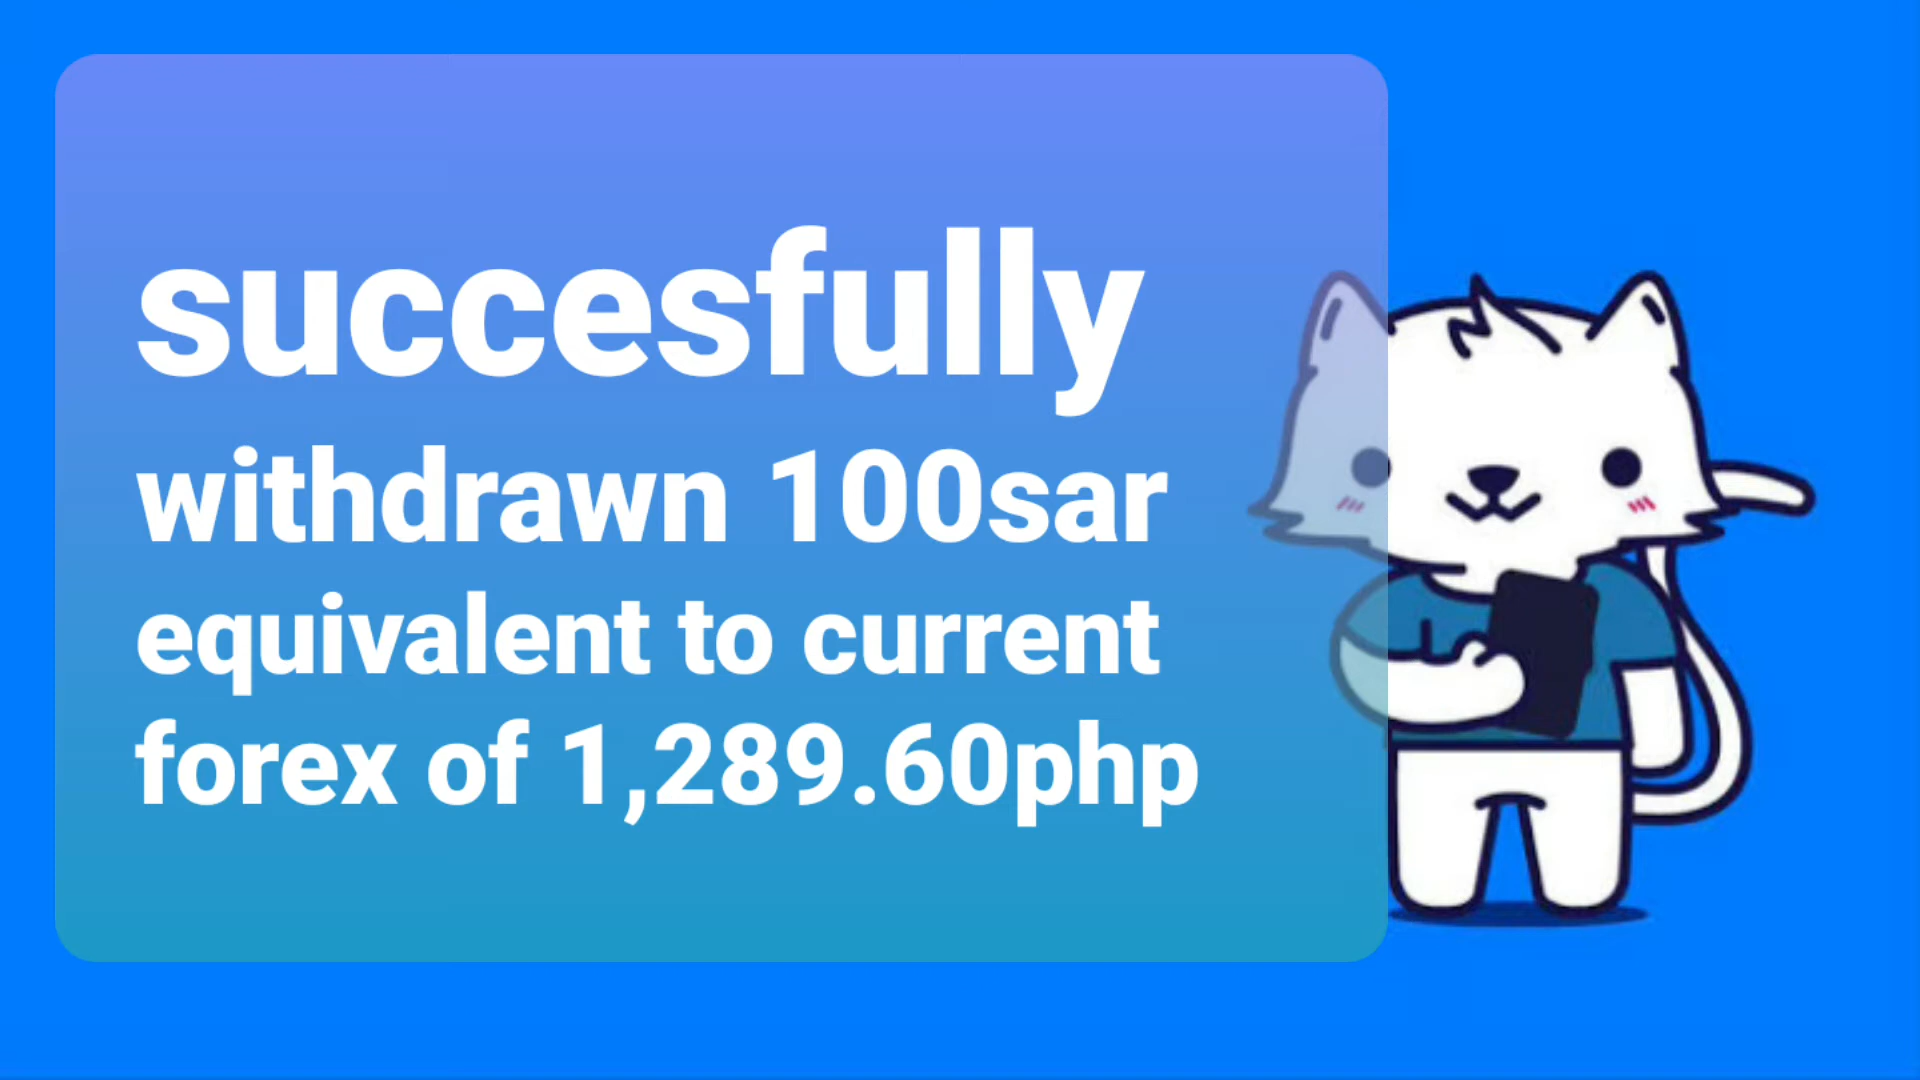 succesfully
withdrawn 100sar
equivalent to current
forex of 1,289.60php